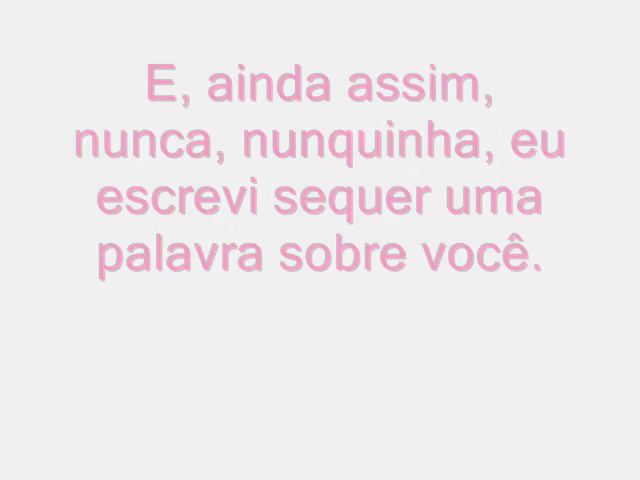 E, ainda assim,
nunca, nunquinha, eu
escrevi sequer uma
palavra sobre você.